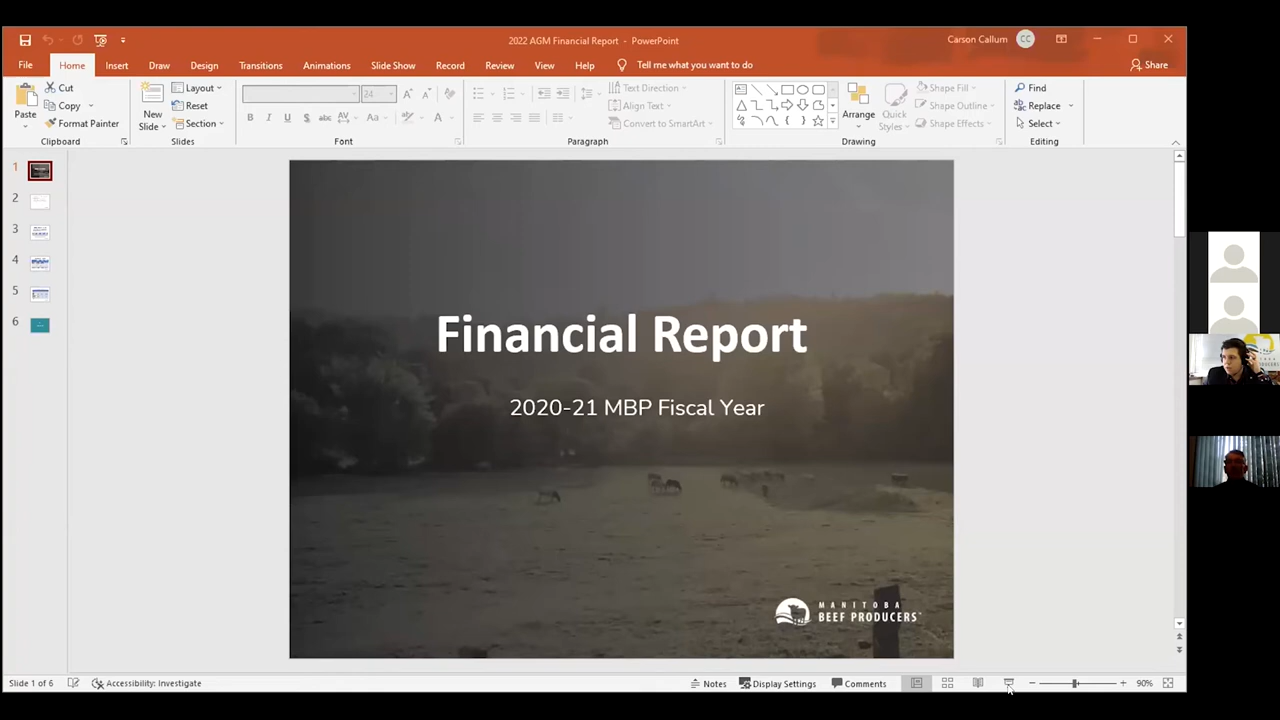 2022 AGM Financial Report - PowerPoint
Carson Callum
CC
File
Home
Insert
Draw
Design
Transitions
Animations
Slide Show
Record
Review
View
Help
Tell me what you want to do
Share
Paste
Cut
Copy
Format Painter
Clipboard
New
Slide
Layout
Reset
Section
Slides
24
Font
Text Direction
Align Text
Convert to SmartArt
Paragraph
Arrange
Quick
Styles
Shape Fill
Shape Outline
Shape Effects
Drawing
Find
Replace
Select
Editing
1
2
3
4
5
6
Financial Report
2020-21 MBP Fiscal Year
MANITOBA
BEEF PRODUCERS
Slide 1 of 6
Accessibility: Investigate
Notes
Display Settings
Comments
90%